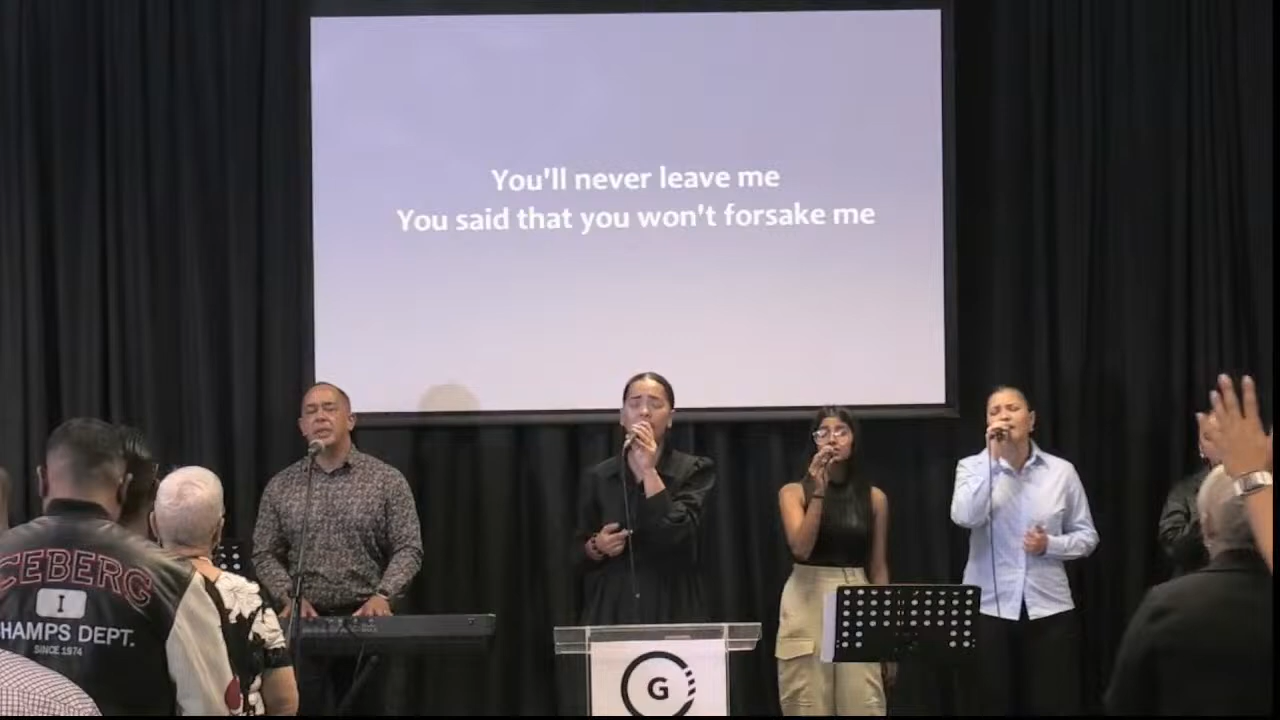 You'll never leave me
You said that you won't forsake me
CEBERG
I
HAMPS DEPT.
SINCE 1974
G